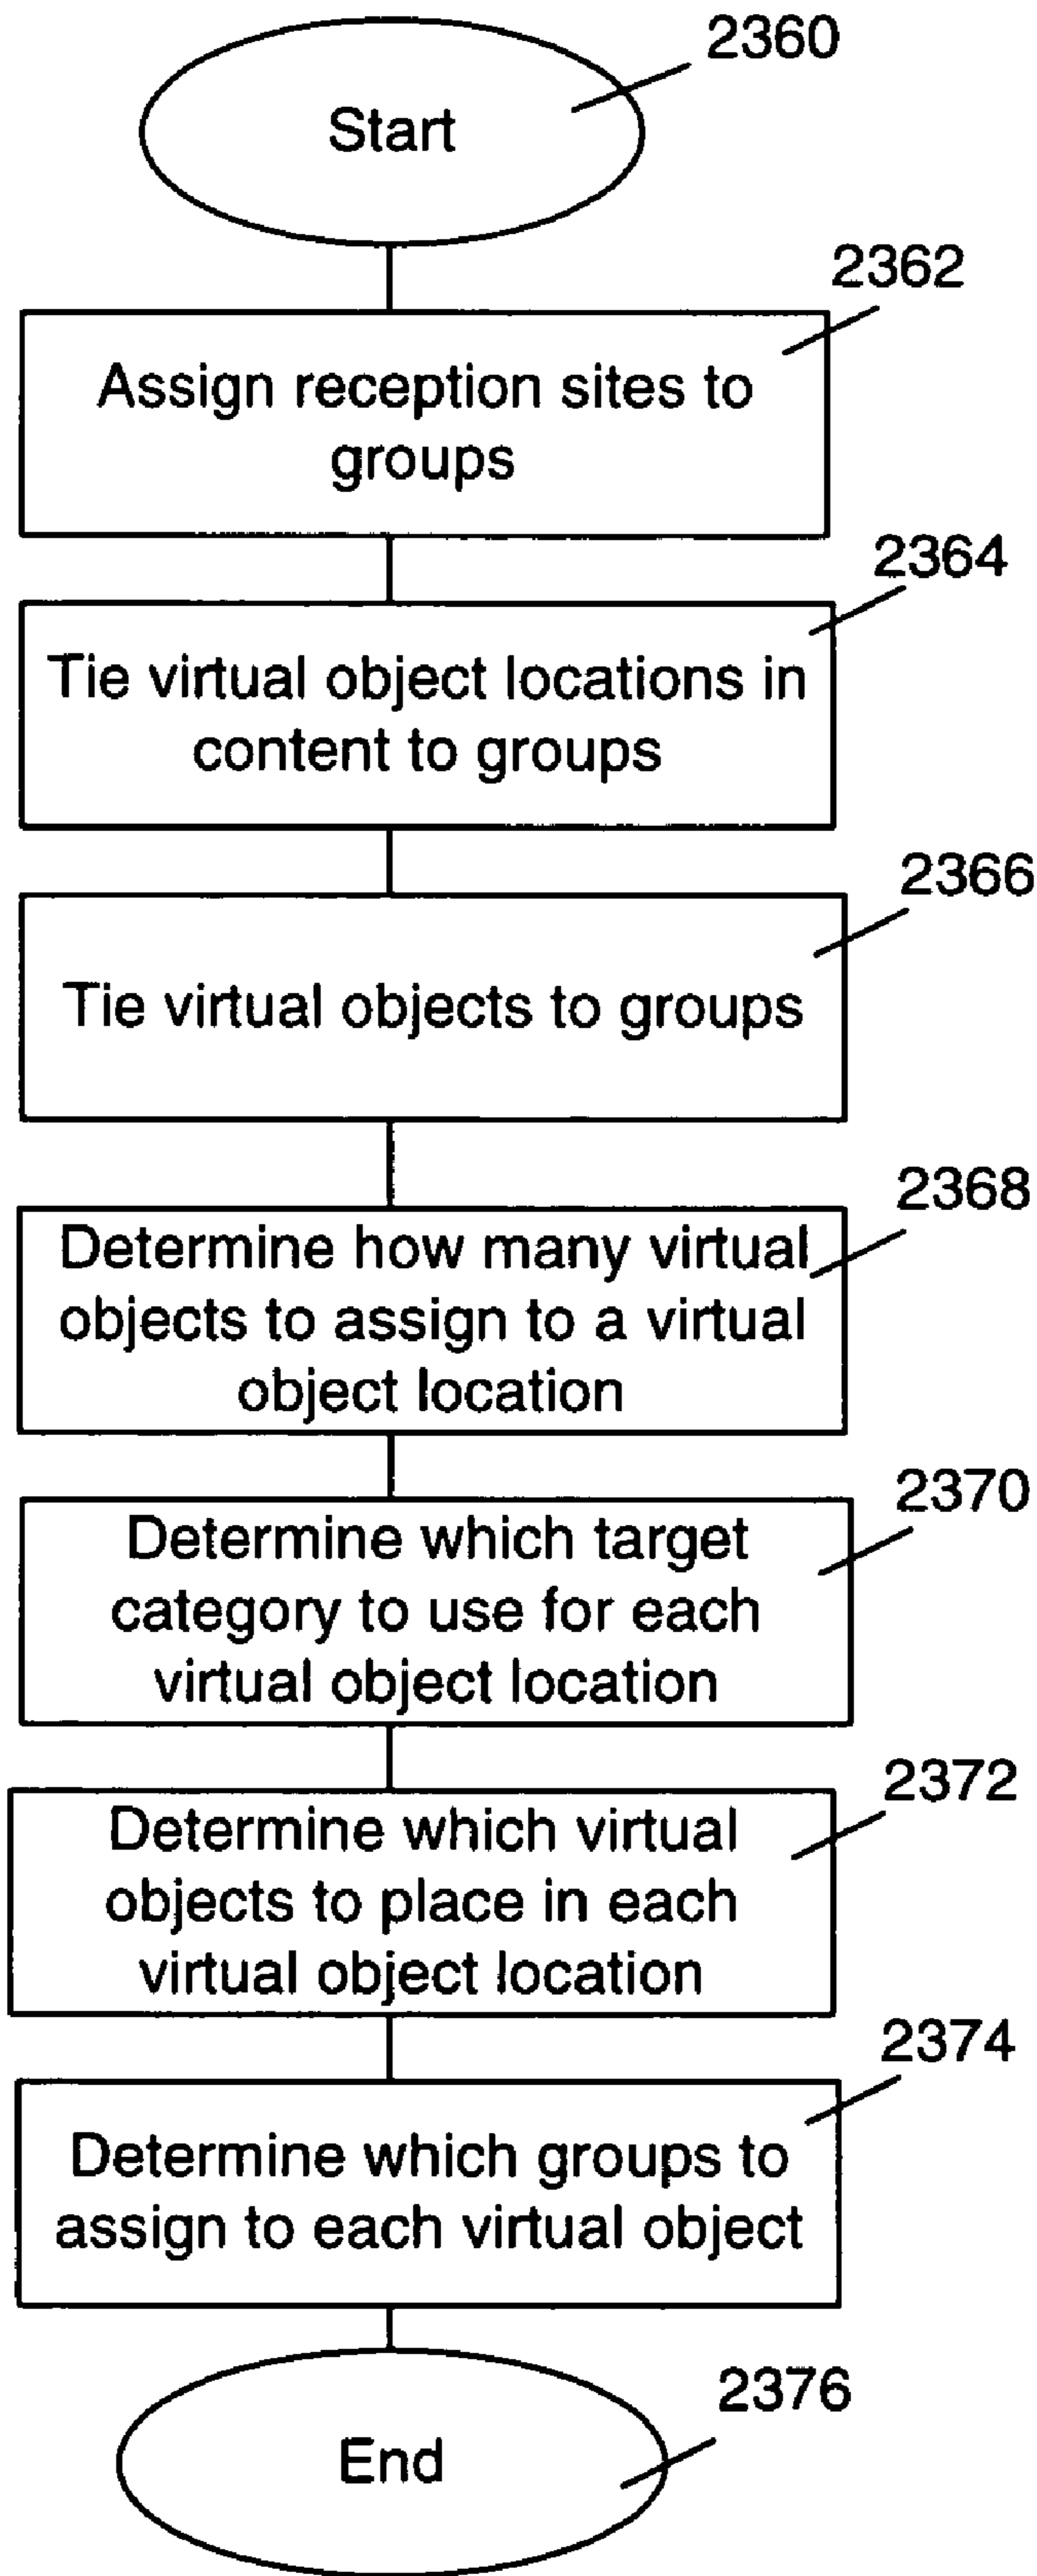 2360
Start
2362
Assign reception sites to
groups
2364
Tie virtual object locations in
content to groups
2366
Tie virtual objects to groups
2368
Determine how many virtual
objects to assign to a virtual
object location
2370
Determine which target
category to use for each
virtual object location
2372
Determine which virtual
objects to place in each
virtual object location
2374
Determine which groups to
assign to each virtual object
2376
End